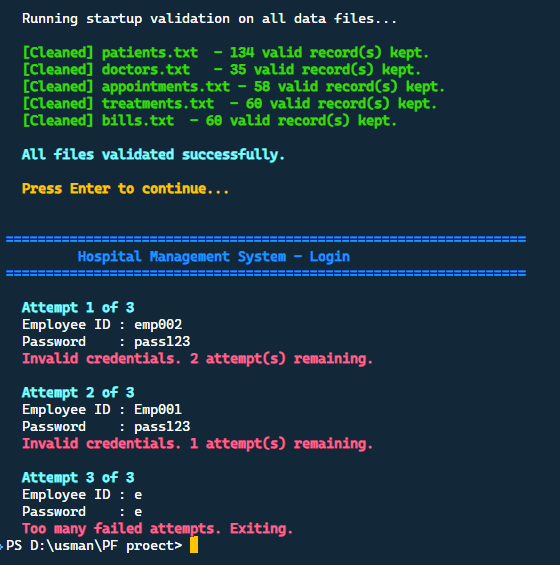 Running startup validation on all data files...
[Cleaned] patients.txt  - 134 valid record(s) kept.
[Cleaned] doctors.txt   - 35 valid record(s) kept.
[Cleaned] appointments.txt - 58 valid record(s) kept.
[Cleaned] treatments.txt  - 60 valid record(s) kept.
[Cleaned] bills.txt  - 60 valid record(s) kept.
All files validated successfully.
Press Enter to continue...
=================================================================
Hospital Management System - Login
=================================================================
Attempt 1 of 3
Employee ID : emp002
Password    : pass123
Invalid credentials. 2 attempt(s) remaining.
Attempt 2 of 3
Employee ID : Emp001
Password    : pass123
Invalid credentials. 1 attempt(s) remaining.
Attempt 3 of 3
Employee ID : e
Password    : e
Too many failed attempts. Exiting.
PS D:\usman\PF proect>